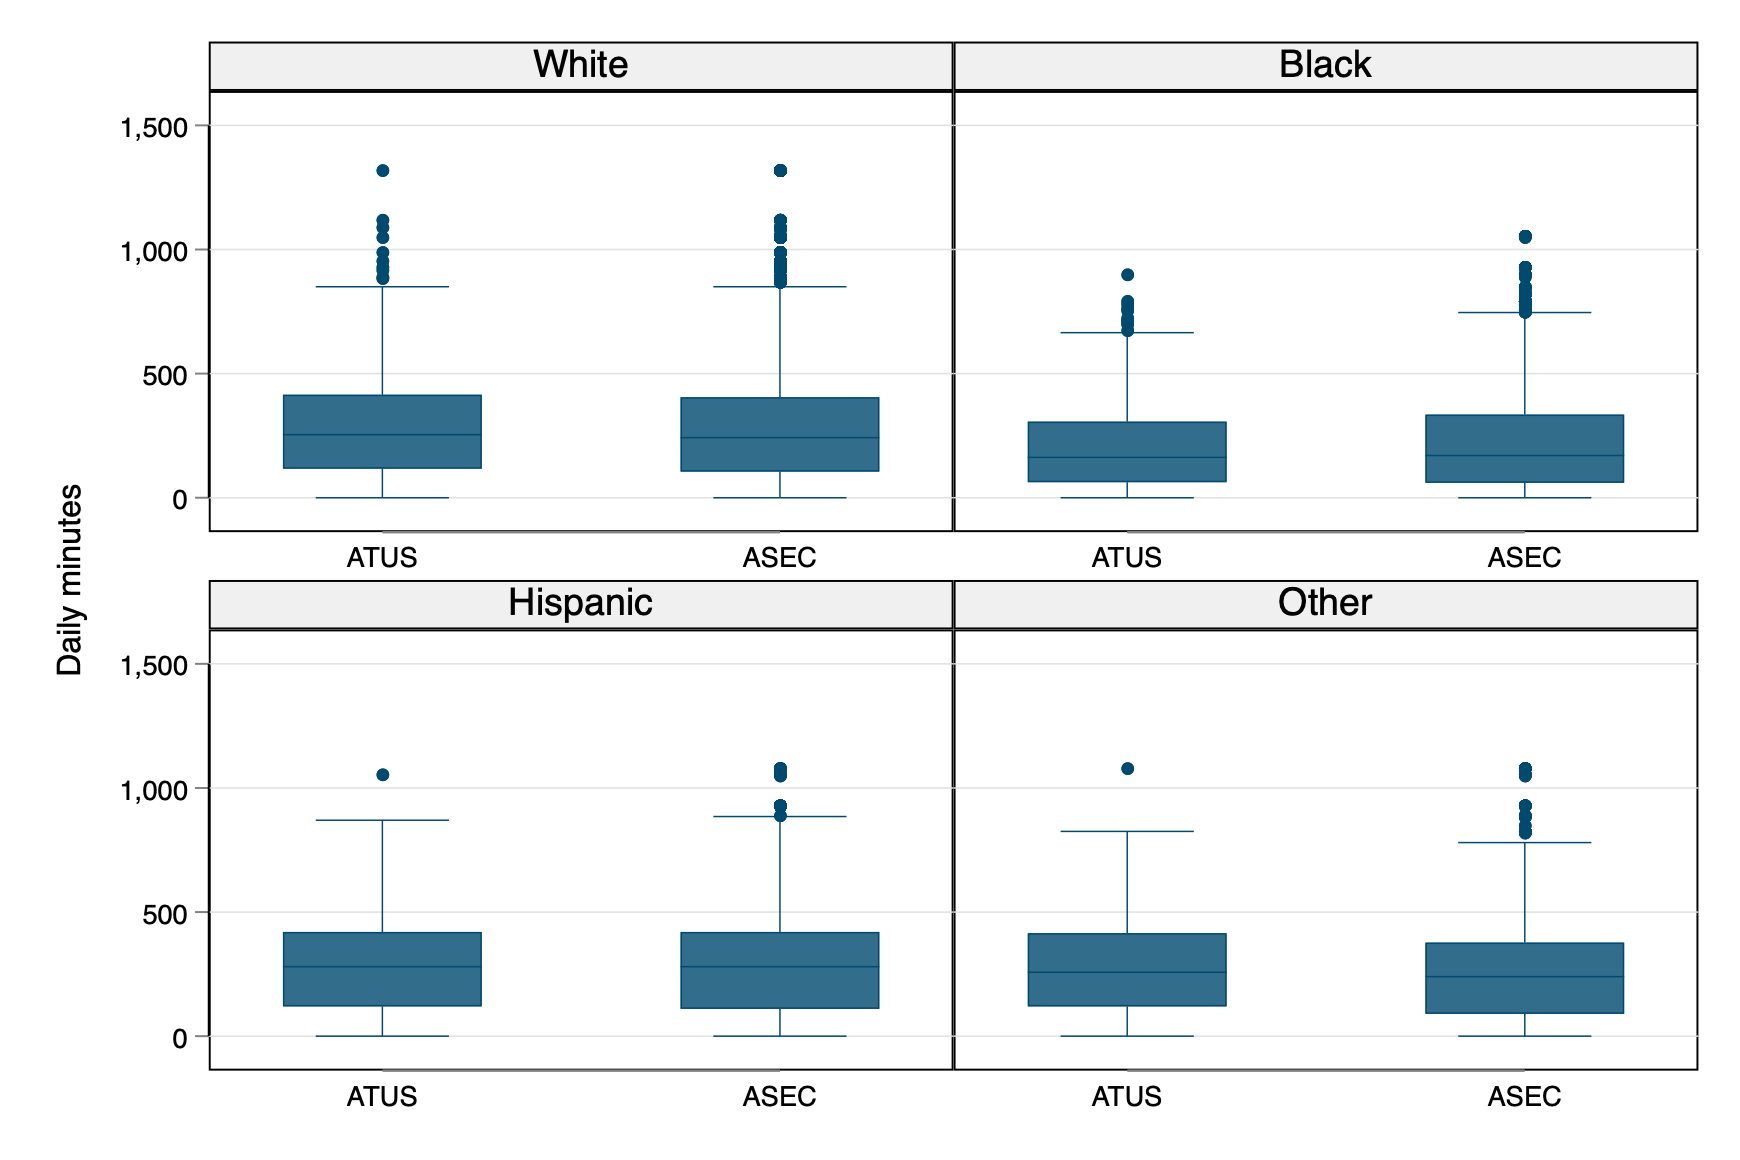 White Black
1,500
1,000
500
0
ATUS ASEC ATUS ASEC
Daily minutes
Hispanic Other
1,500
1,000
500
0
ATUS ASEC ATUS ASEC